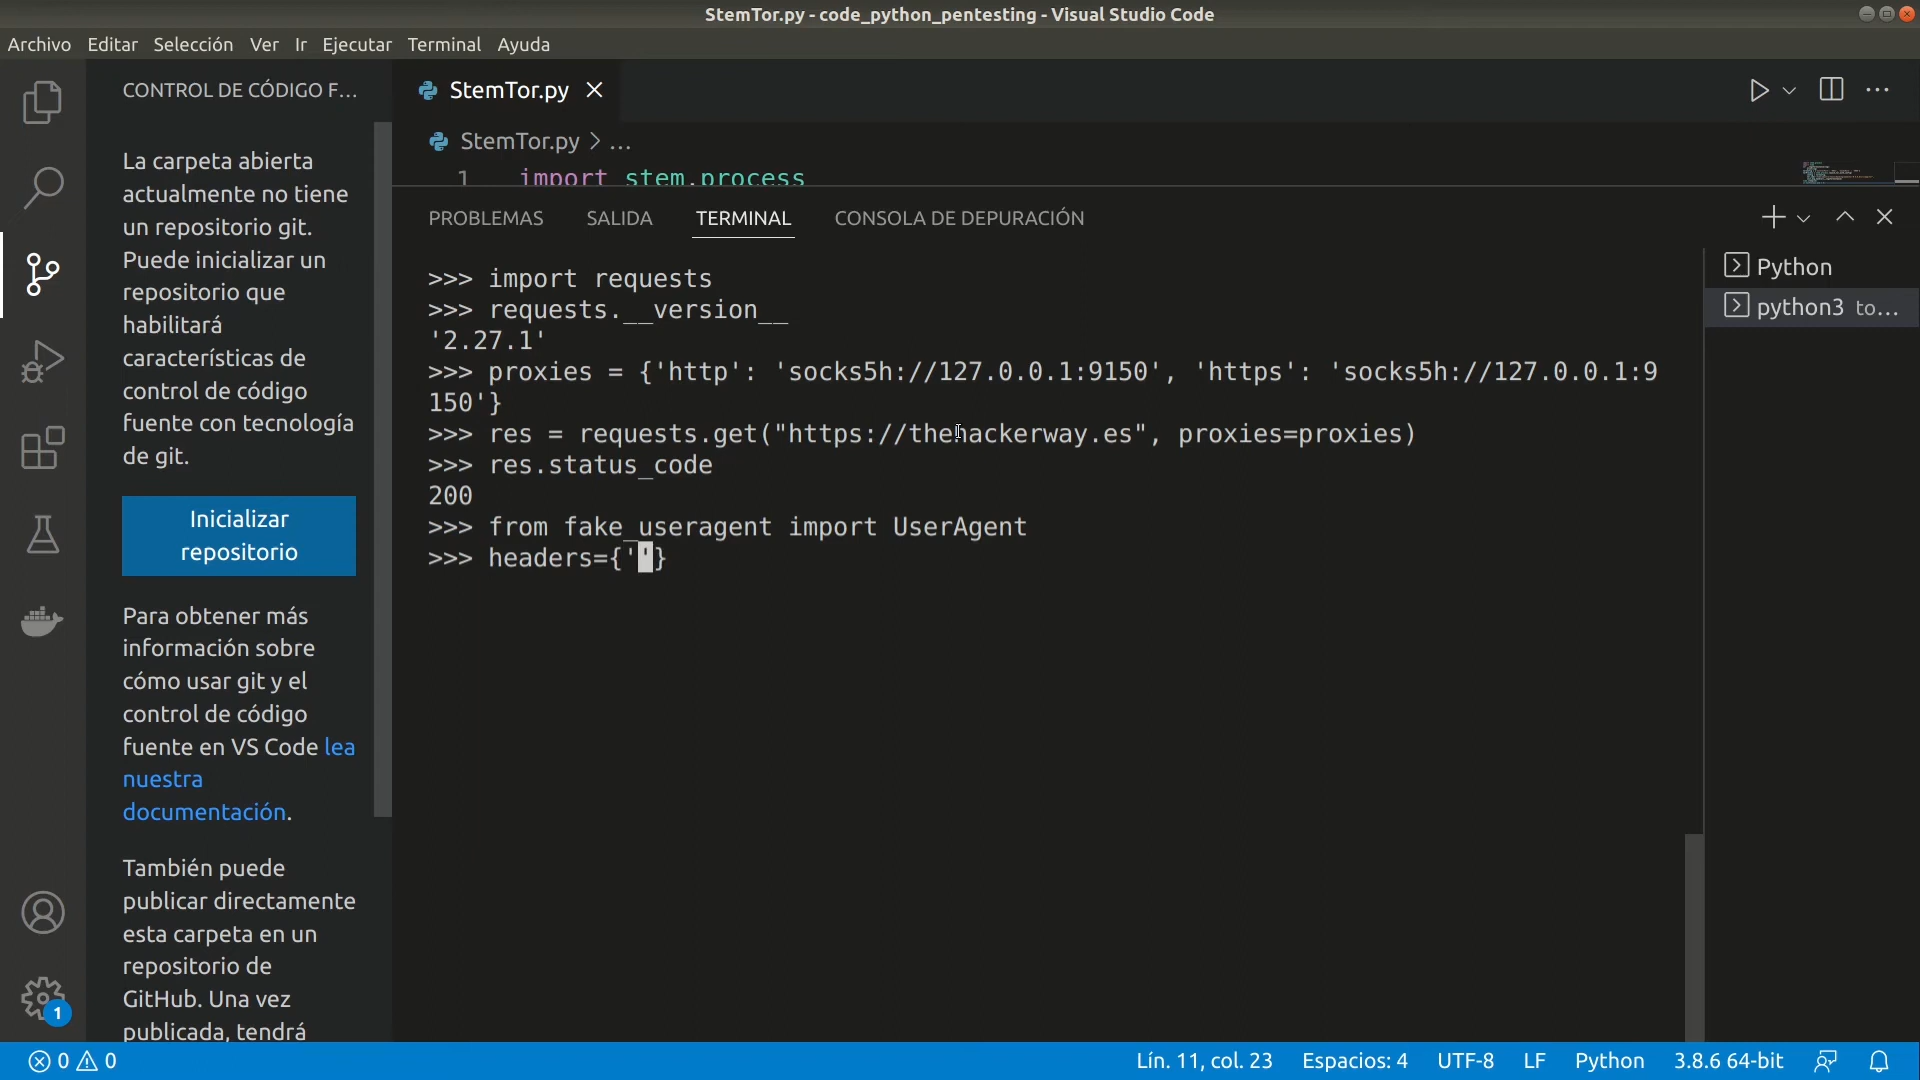 StemTor.py - code_python_pentesting - Visual Studio Code
Archivo Editar Selección Ver Ir Ejecutar Terminal Ayuda
CONTROL DE CÓDIGO F...
La carpeta abierta
actualmente no tiene
un repositorio git.
Puede inicializar un
repositorio que
habilitará
características de
control de código
fuente con tecnología
de git.
Inicializar
repositorio
Para obtener más
información sobre
cómo usar git y el
control de código
fuente en VS Code lea
nuestra
documentación.
También puede
publicar directamente
esta carpeta en un
repositorio de
GitHub. Una vez
publicada, tendrá
1
StemTor.py
StemTor.py > ...
1 import stem.process
PROBLEMAS SALIDA TERMINAL CONSOLA DE DEPURACIÓN
>>> import requests
>>> requests.__version__
'2.27.1'
>>> proxies = {'http': 'socks5h://127.0.0.1:9150', 'https': 'socks5h://127.0.0.1:9
150'}
>>> res = requests.get("https://thehackerway.es", proxies=proxies)
>>> res.status_code
200
>>> from fake_useragent import UserAgent
>>> headers={''}
Python
python3 to...
0 0
Lín. 11, col. 23 Espacios: 4 UTF-8 LF Python 3.8.6 64-bit